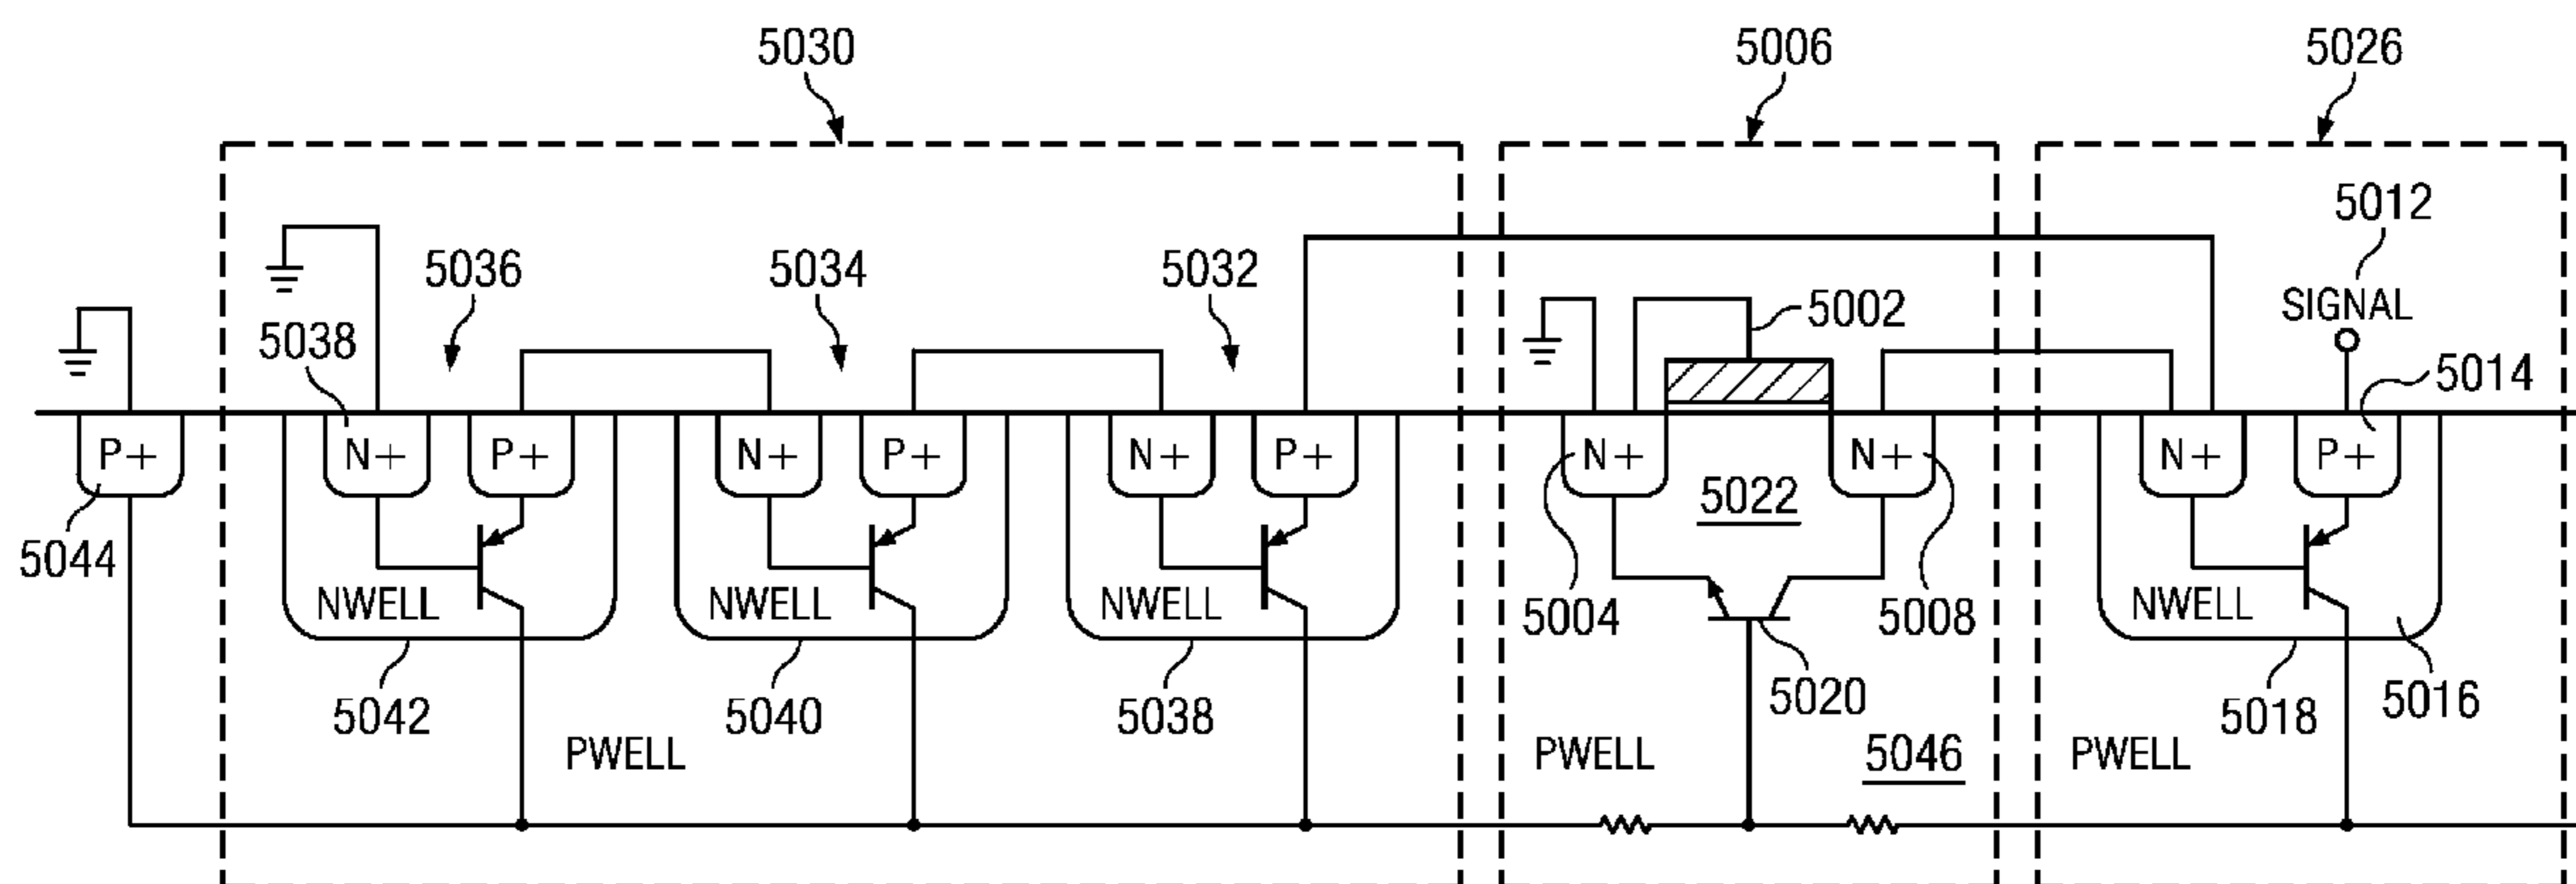 5030 5006 5026
5012
5036 5034 5032
SIGNAL
5038 5002
5014
P+ N+ P+ N+ P+ N+ P+ N+ N+ N+ P+
5022
5044
NWELL NWELL NWELL 5004 5008 NWELL
5042 5040 5038 5020 5018 5016
PWELL PWELL 5046 PWELL